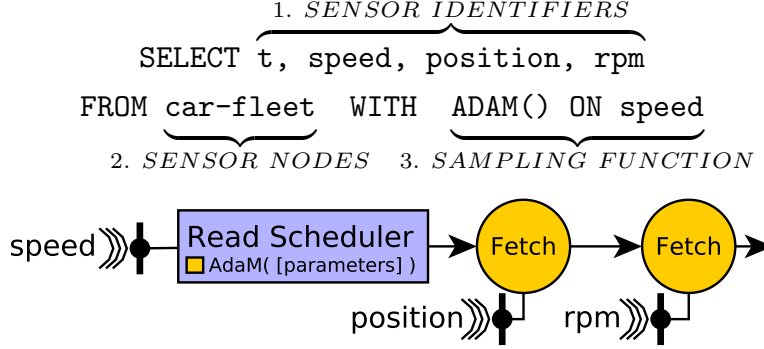 1. SENSOR IDENTIFIERS
SELECT t, speed, position, rpm
FROM car-fleet WITH ADAM() ON speed
2. SENSOR NODES 3. SAMPLING FUNCTION
speed
Read Scheduler
AdaM( [parameters] )
Fetch
Fetch
position
rpm